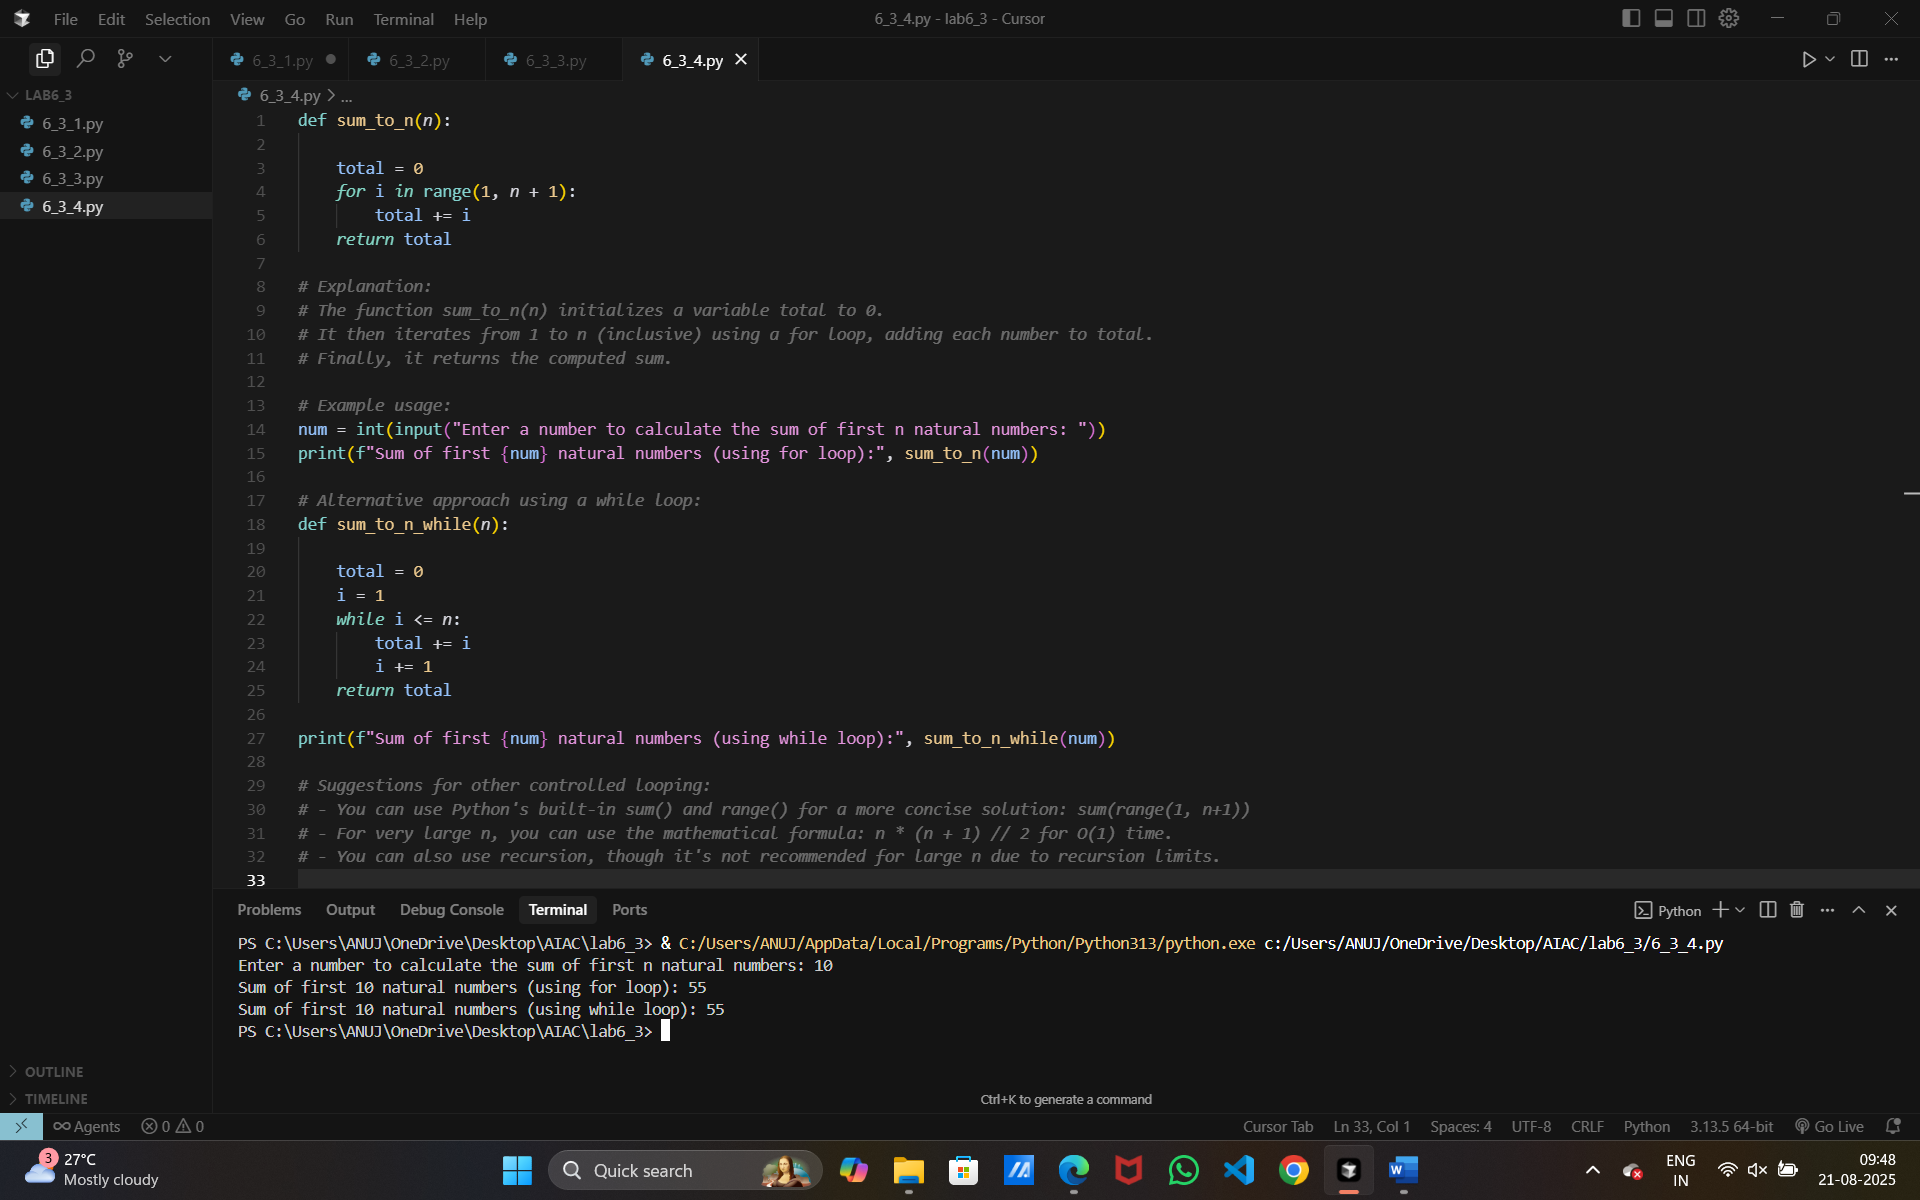 File Edit Selection View Go Run Terminal Help
6_3_4.py - lab6_3 - Cursor
6_3_1.py 6_3_2.py 6_3_3.py 6_3_4.py
LAB6_3
6_3_1.py
6_3_2.py
6_3_3.py
6_3_4.py
OUTLINE
TIMELINE
6_3_4.py > ...
1 def sum_to_n(n):
2
3 total = 0
4 for i in range(1, n + 1):
5 total += i
6 return total
7
8 # Explanation:
9 # The function sum_to_n(n) initializes a variable total to 0.
10 # It then iterates from 1 to n (inclusive) using a for loop, adding each number to total.
11 # Finally, it returns the computed sum.
12
13 # Example usage:
14 num = int(input("Enter a number to calculate the sum of first n natural numbers: "))
15 print(f"Sum of first {num} natural numbers (using for loop):", sum_to_n(num))
16
17 # Alternative approach using a while loop:
18 def sum_to_n_while(n):
19
20 total = 0
21 i = 1
22 while i <= n:
23 total += i
24 i += 1
25 return total
26
27 print(f"Sum of first {num} natural numbers (using while loop):", sum_to_n_while(num))
28
29 # Suggestions for other controlled looping:
30 # - You can use Python's built-in sum() and range() for a more concise solution: sum(range(1, n+1))
31 # - For very large n, you can use the mathematical formula: n * (n + 1) // 2 for O(1) time.
32 # - You can also use recursion, though it's not recommended for large n due to recursion limits.
33
Problems Output Debug Console Terminal Ports
Python
PS C:\Users\ANUJ\OneDrive\Desktop\AIAC\lab6_3> & C:/Users/ANUJ/AppData/Local/Programs/Python/Python313/python.exe c:/Users/ANUJ/OneDrive/Desktop/AIAC/lab6_3/6_3_4.py
Enter a number to calculate the sum of first n natural numbers: 10
Sum of first 10 natural numbers (using for loop): 55
Sum of first 10 natural numbers (using while loop): 55
PS C:\Users\ANUJ\OneDrive\Desktop\AIAC\lab6_3>
Ctrl+K to generate a command
Agents 0 0
Cursor Tab Ln 33, Col 1 Spaces: 4 UTF-8 CRLF Python 3.13.5 64-bit Go Live
3
27°C
Mostly cloudy
Quick search
ENG
IN
09:48
21-08-2025